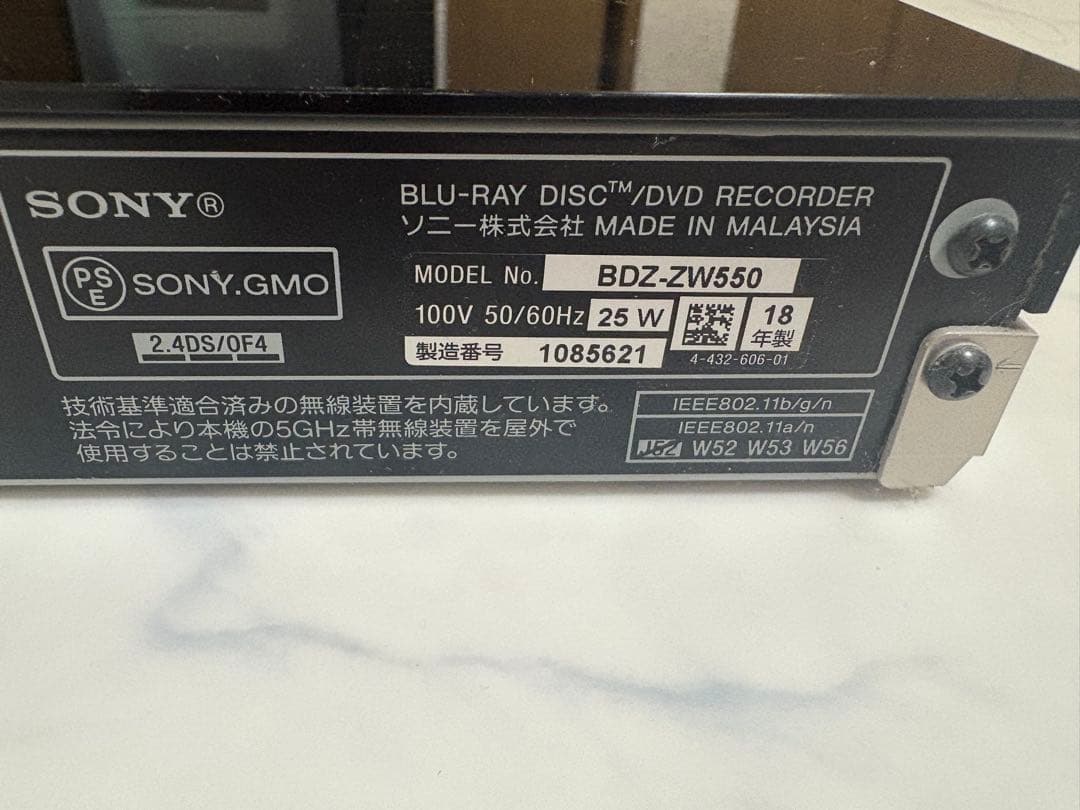 SONY®
BLU-RAY DISC™/DVD RECORDER
ソニー株式会社 MADE IN MALAYSIA
PSE SONY.GMO
MODEL No. BDZ-ZW550
100V 50/60Hz 25 W
18年製
2.4DS/OF4
製造番号 1085621
4-432-606-01
技術基準適合済みの無線装置を内蔵しています。
法令により本機の5GHz帯無線装置を屋外で
使用することは禁止されています。
IEEE802.11b/g/n
IEEE802.11a/n
J52 W52 W53 W56